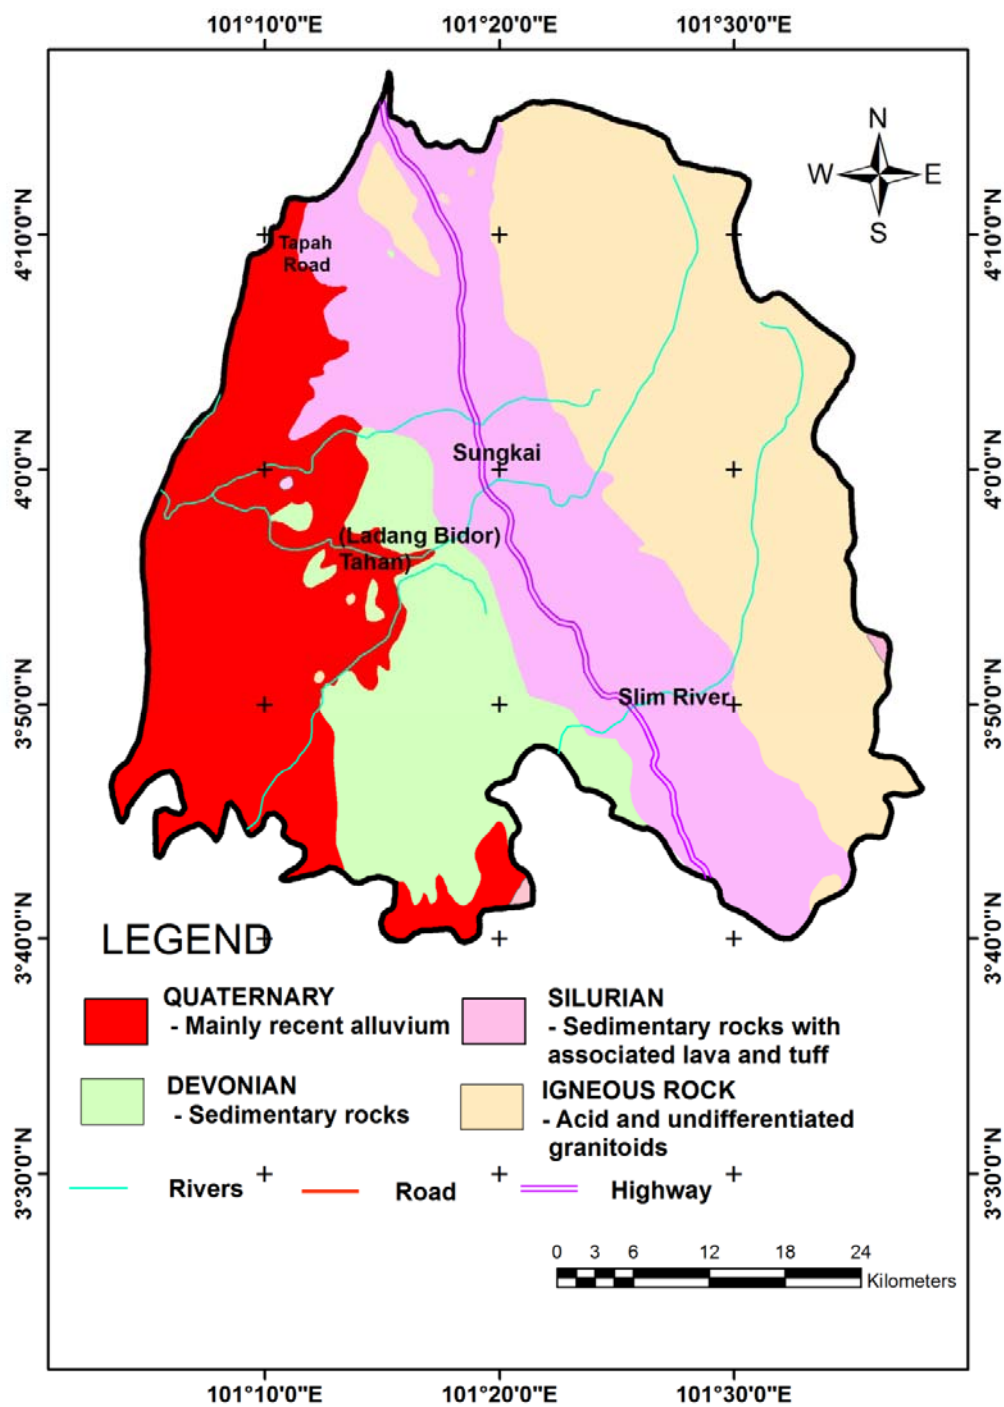 101°10'0"E 101°20'0"E 101°30'0"E
N
W E
S
4°10'0"N 4°10'0"N
Tapah
Road
Sungkai
4°0'0"N 4°0'0"N
(Ladang Bidor)
Tahan)
Slim River
3°50'0"N 3°50'0"N
3°40'0"N 3°40'0"N
LEGEND
QUATERNARY
- Mainly recent alluvium
SILURIAN
- Sedimentary rocks with
associated lava and tuff
DEVONIAN
- Sedimentary rocks
IGNEOUS ROCK
- Acid and undifferentiated
granitoids
3°30'0"N 3°30'0"N
Rivers Road Highway
0 3 6 12 18 24
Kilometers
101°10'0"E 101°20'0"E 101°30'0"E